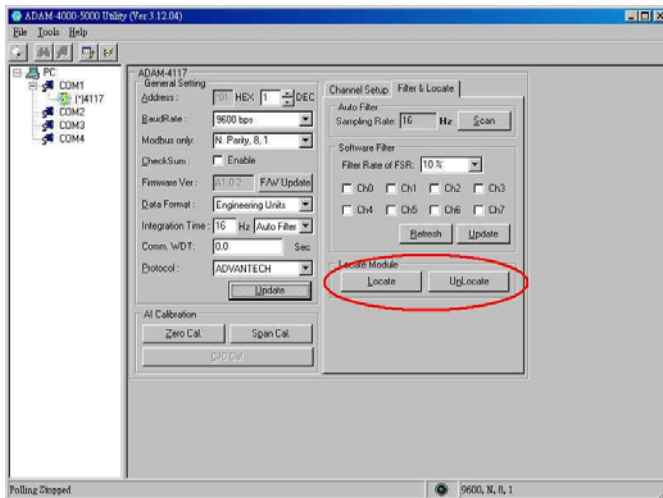 ADAM-4000-5000 Utility (Ver 3.12.04)
File Tools Help
PC
COM1
(*)4117
COM2
COM3
COM4
ADAM-4117
General Setting
Address : *01 HEX 1 DEC
BaudRate : 9600 bps
Modbus only: N. Parity, 8, 1
CheckSum : Enable
Firmware Ver : A1.0 2 F/W Update
Data Format : Engineering Units
Integration Time : 16 Hz Auto Filter
Comm. WDT: 0.0 Sec
Protocol : ADVANTECH
Update
AI Calibration
Zero Cal. Span Cal.
CJC Cal.
Channel Setup Filter & Locate
Auto Filter
Sampling Rate: 16 Hz Scan
Software Filter
Filter Rate of FSR: 10 %
Ch0 Ch1 Ch2 Ch3
Ch4 Ch5 Ch6 Ch7
Refresh Update
Locate Module
Locate UnLocate
Polling Stopped
9600, N, 8, 1